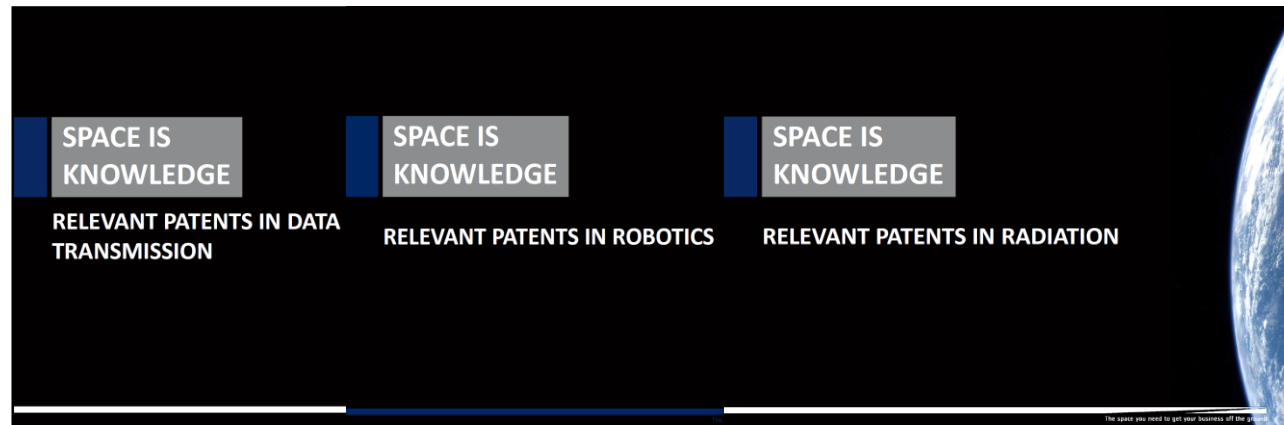 SPACE IS
KNOWLEDGE
RELEVANT PATENTS IN DATA
TRANSMISSION
SPACE IS
KNOWLEDGE
RELEVANT PATENTS IN ROBOTICS
SPACE IS
KNOWLEDGE
RELEVANT PATENTS IN RADIATION
The space you need to get your business off the ground